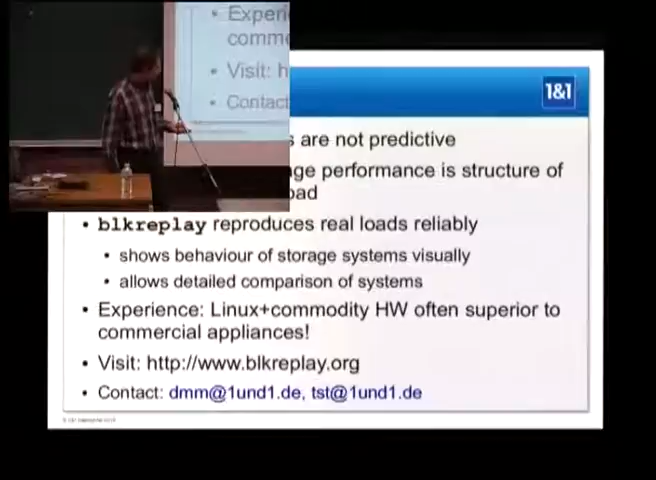 • Experi
comme
• Visit: h
• Contact
1&1
s are not predictive
ge performance is structure of
oad
• blkreplay reproduces real loads reliably
• shows behaviour of storage systems visually
• allows detailed comparison of systems
• Experience: Linux+commodity HW often superior to
commercial appliances!
• Visit: http://www.blkreplay.org
• Contact: dmm@1und1.de, tst@1und1.de